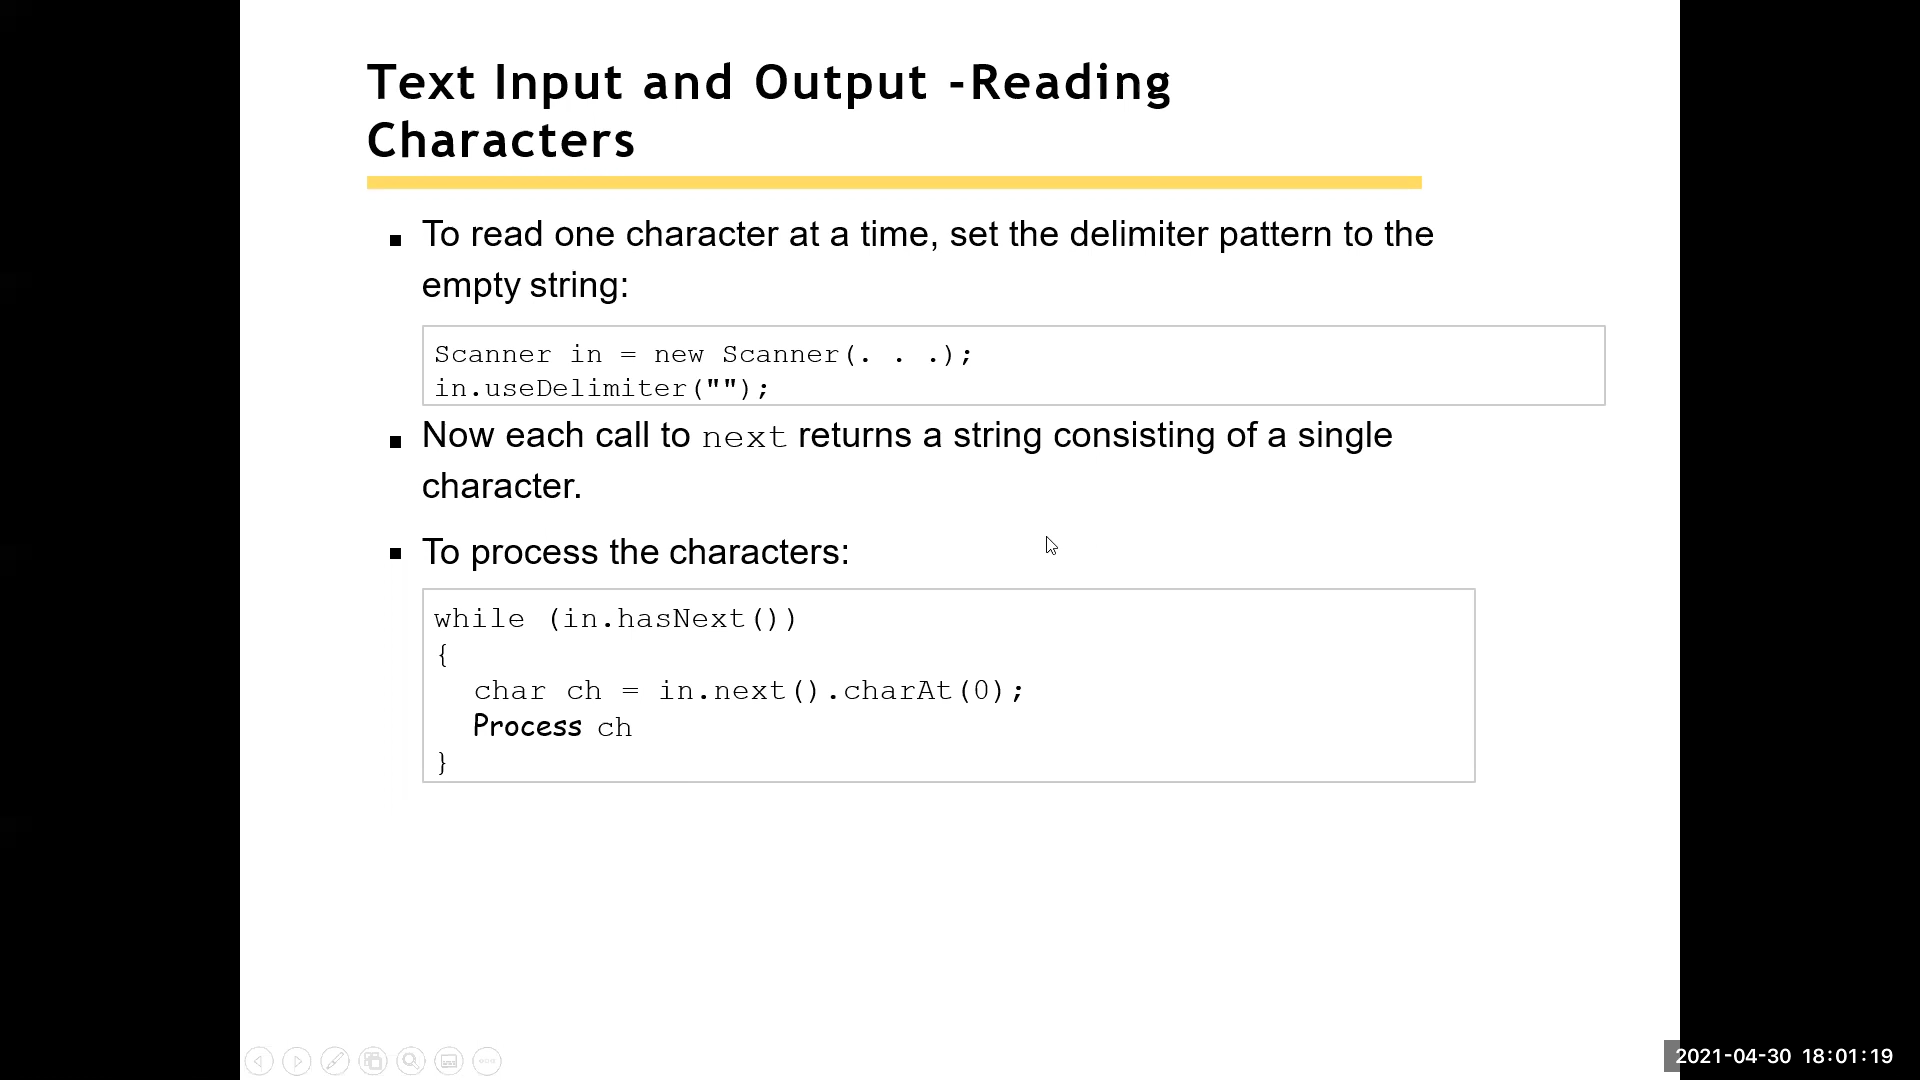 Text Input and Output -Reading
Characters
▪ To read one character at a time, set the delimiter pattern to the
empty string:
Scanner in = new Scanner(. . .);
in.useDelimiter("");
▪ Now each call to next returns a string consisting of a single
character.
▪ To process the characters:
while (in.hasNext())
{
char ch = in.next().charAt(0);
Process ch
}
2021-04-30 18:01:19